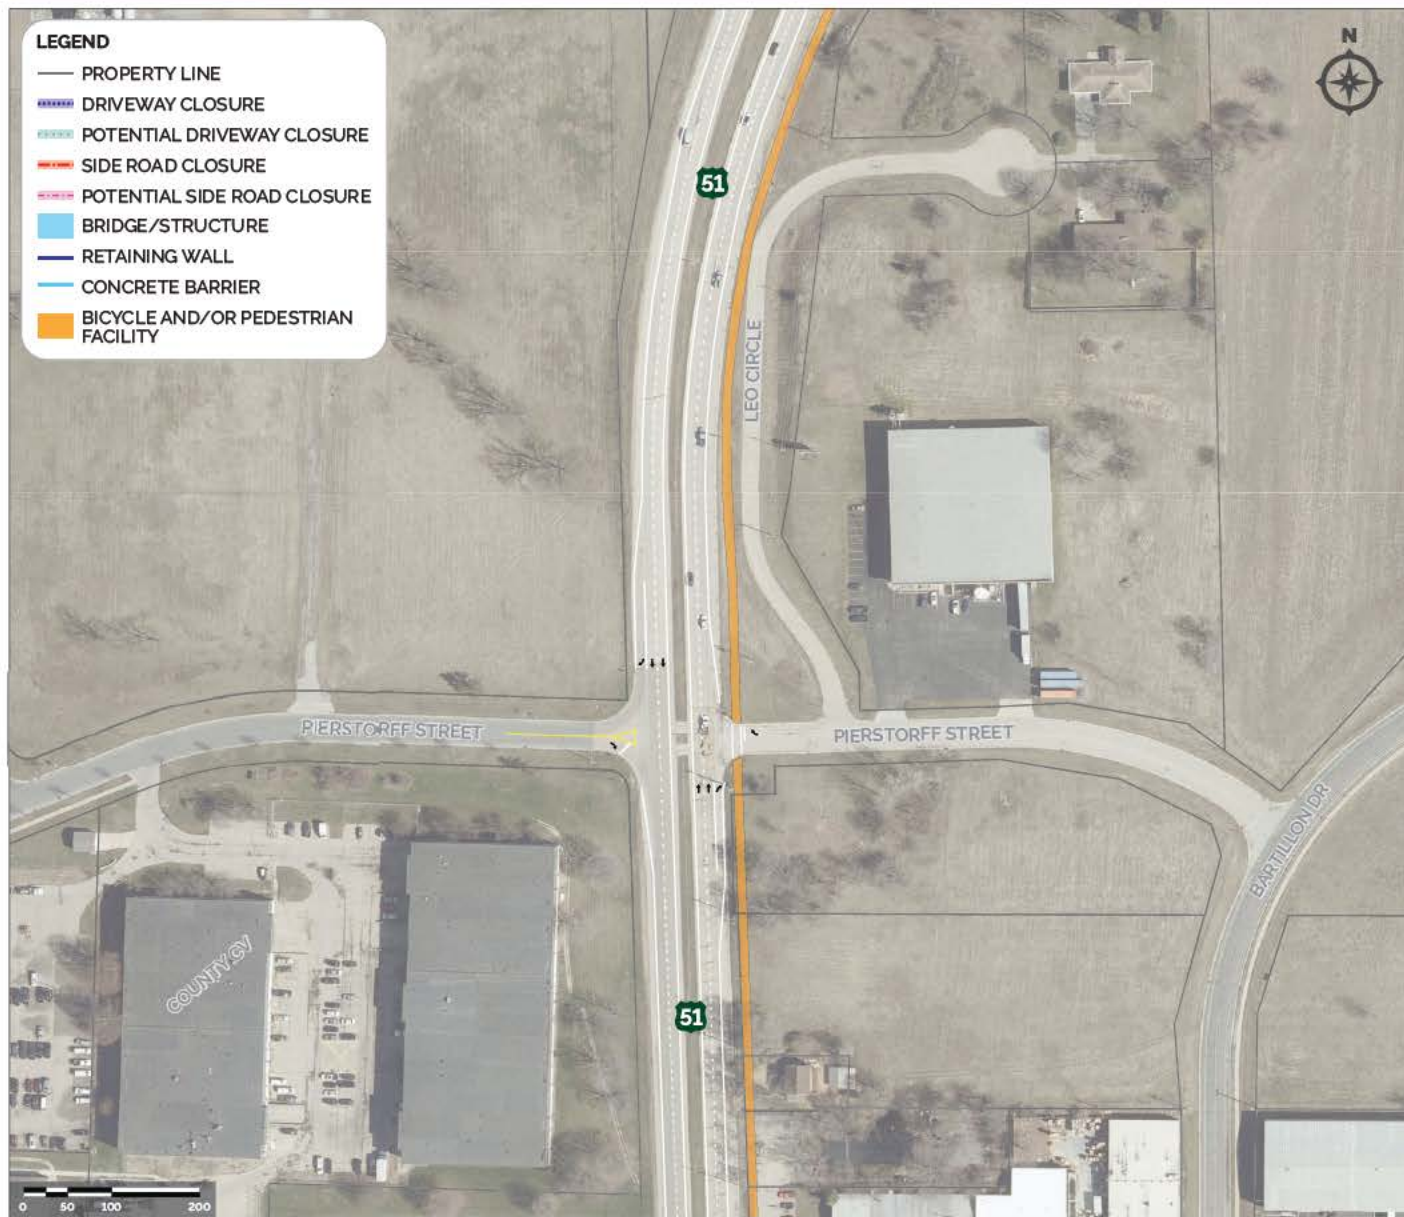 LEGEND
PROPERTY LINE
DRIVEWAY CLOSURE
POTENTIAL DRIVEWAY CLOSURE
SIDE ROAD CLOSURE
POTENTIAL SIDE ROAD CLOSURE
BRIDGE/STRUCTURE
RETAINING WALL
CONCRETE BARRIER
BICYCLE AND/OR PEDESTRIAN
FACILITY
N
51
LEO CIRCLE
PIERSTORFF STREET
PIERSTORFF STREET
BARTILLON DR
COUNTY CV
51
0 50 100 200